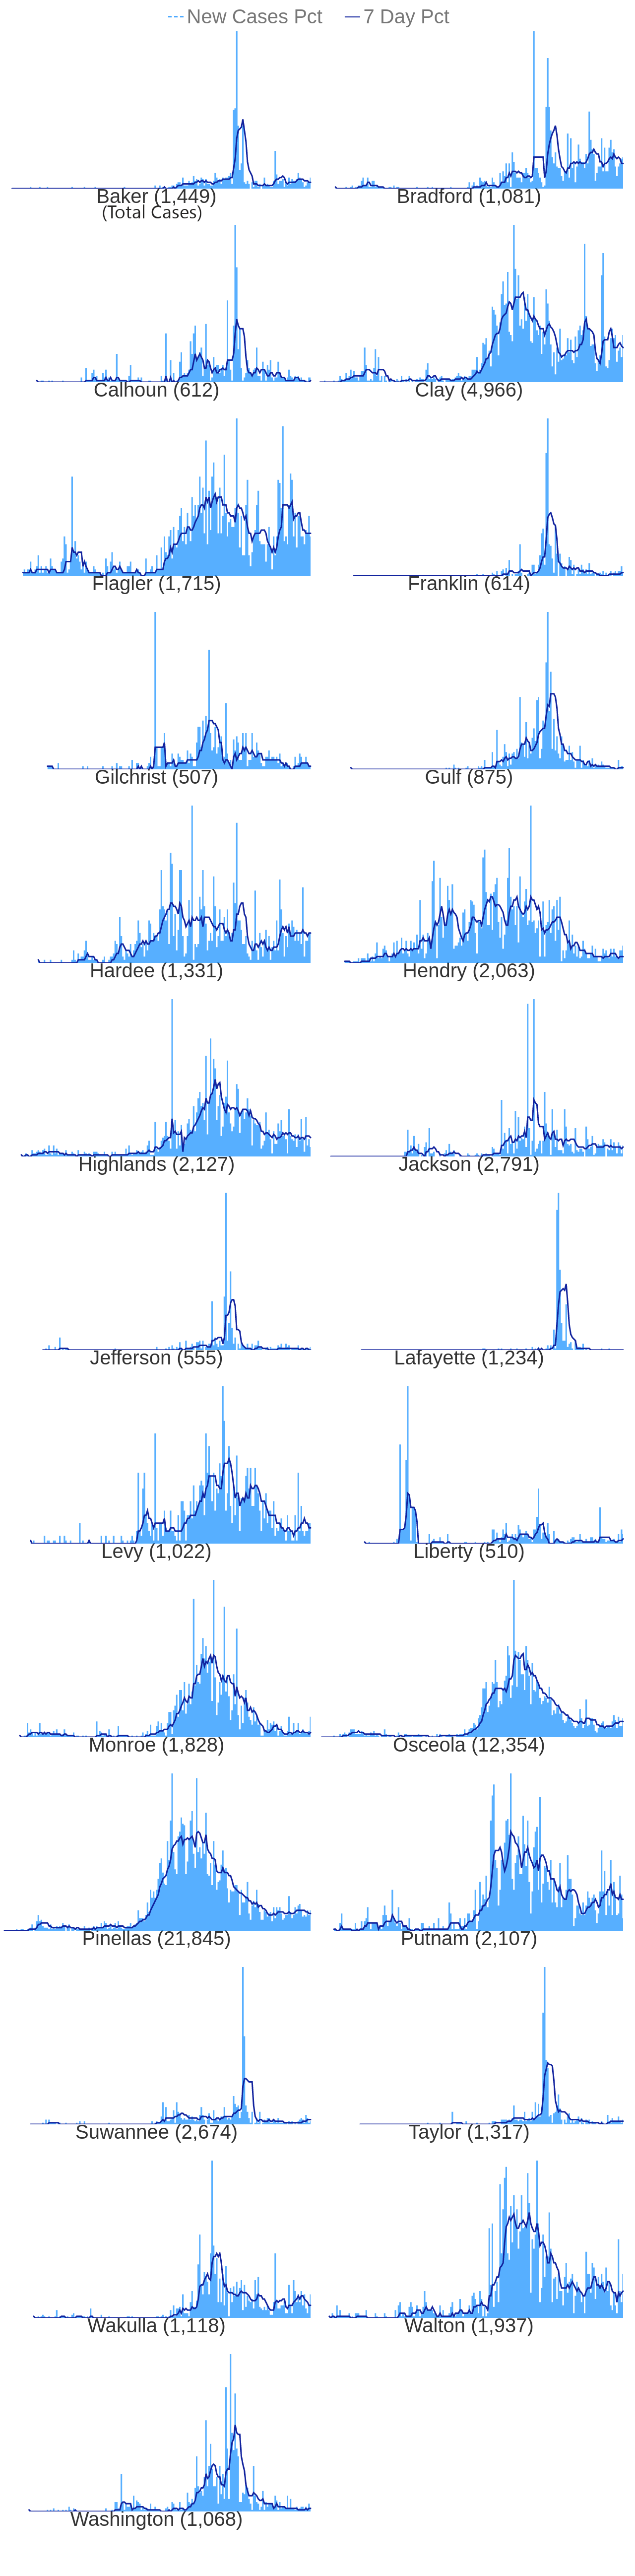 New Cases Pct 7 Day Pct
Baker (1,449) Bradford (1,081)
(Total Cases)
Calhoun (612) Clay (4,966)
Flagler (1,715) Franklin (614)
Gilchrist (507) Gulf (875)
Hardee (1,331) Hendry (2,063)
Highlands (2,127) Jackson (2,791)
Jefferson (555) Lafayette (1,234)
Levy (1,022) Liberty (510)
Monroe (1,828) Osceola (12,354)
Pinellas (21,845) Putnam (2,107)
Suwannee (2,674) Taylor (1,317)
Wakulla (1,118) Walton (1,937)
Washington (1,068)